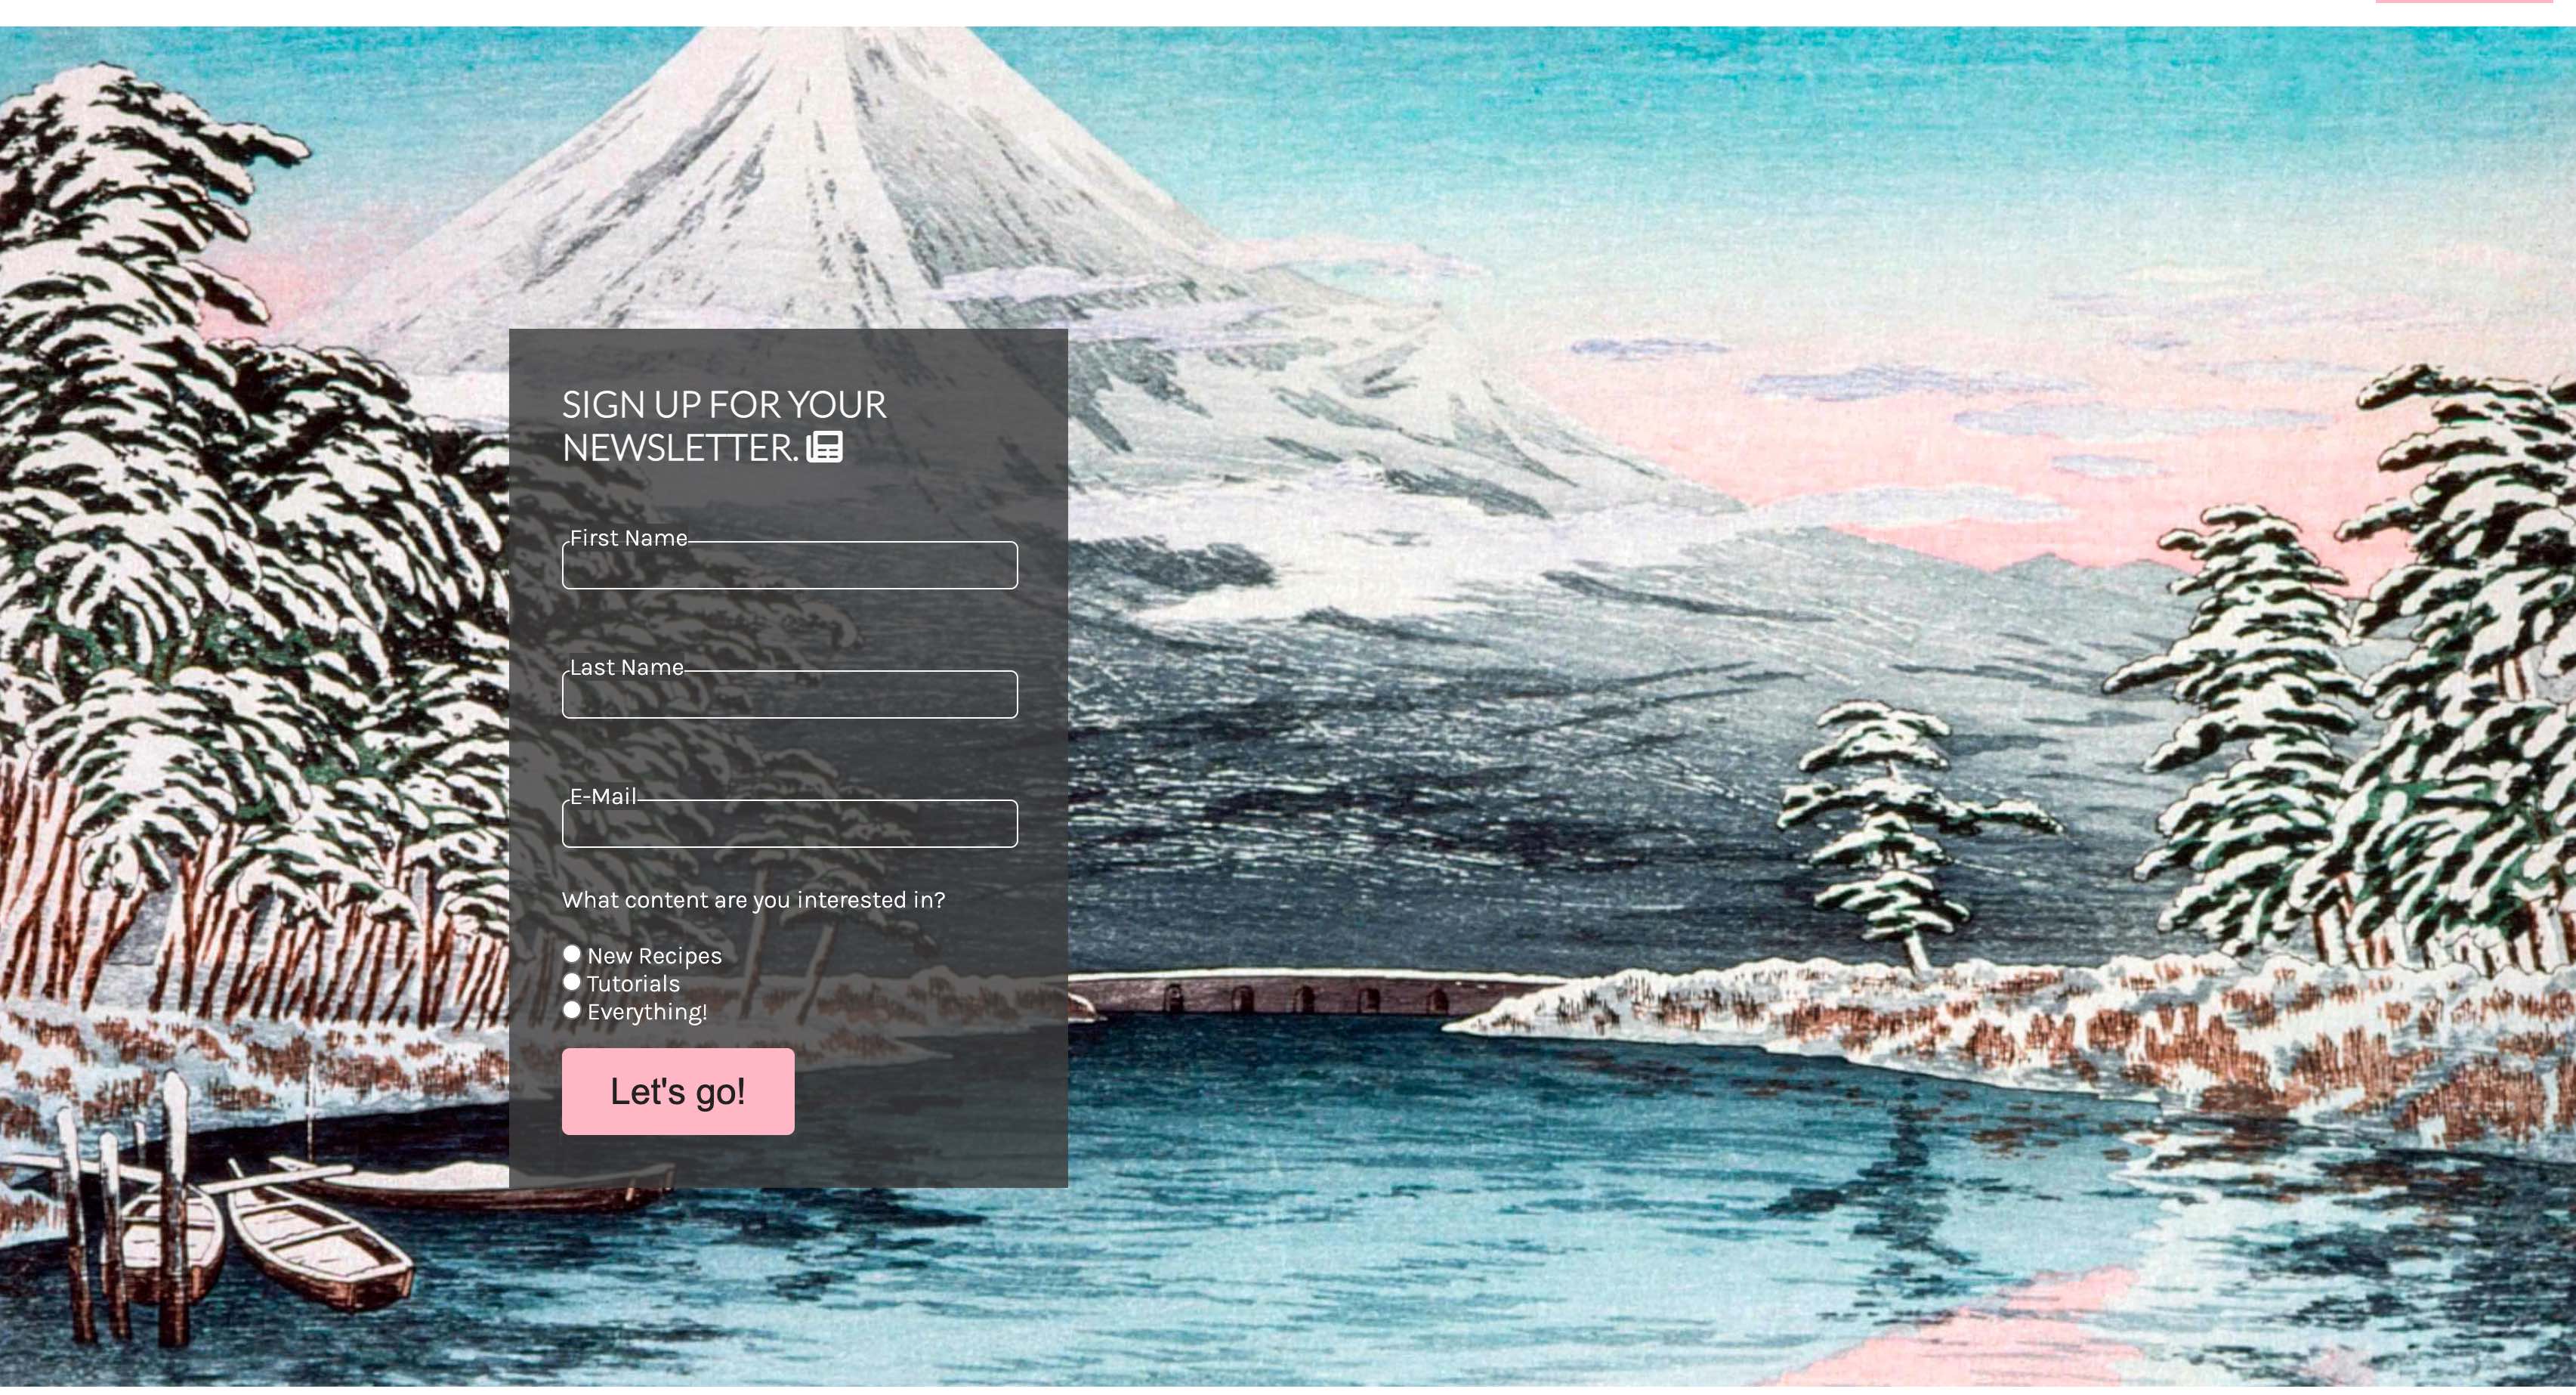 SIGN UP FOR YOUR
NEWSLETTER.
First Name
Last Name
E-Mail
What content are you interested in?
New Recipes
Tutorials
Everything!
Let's go!